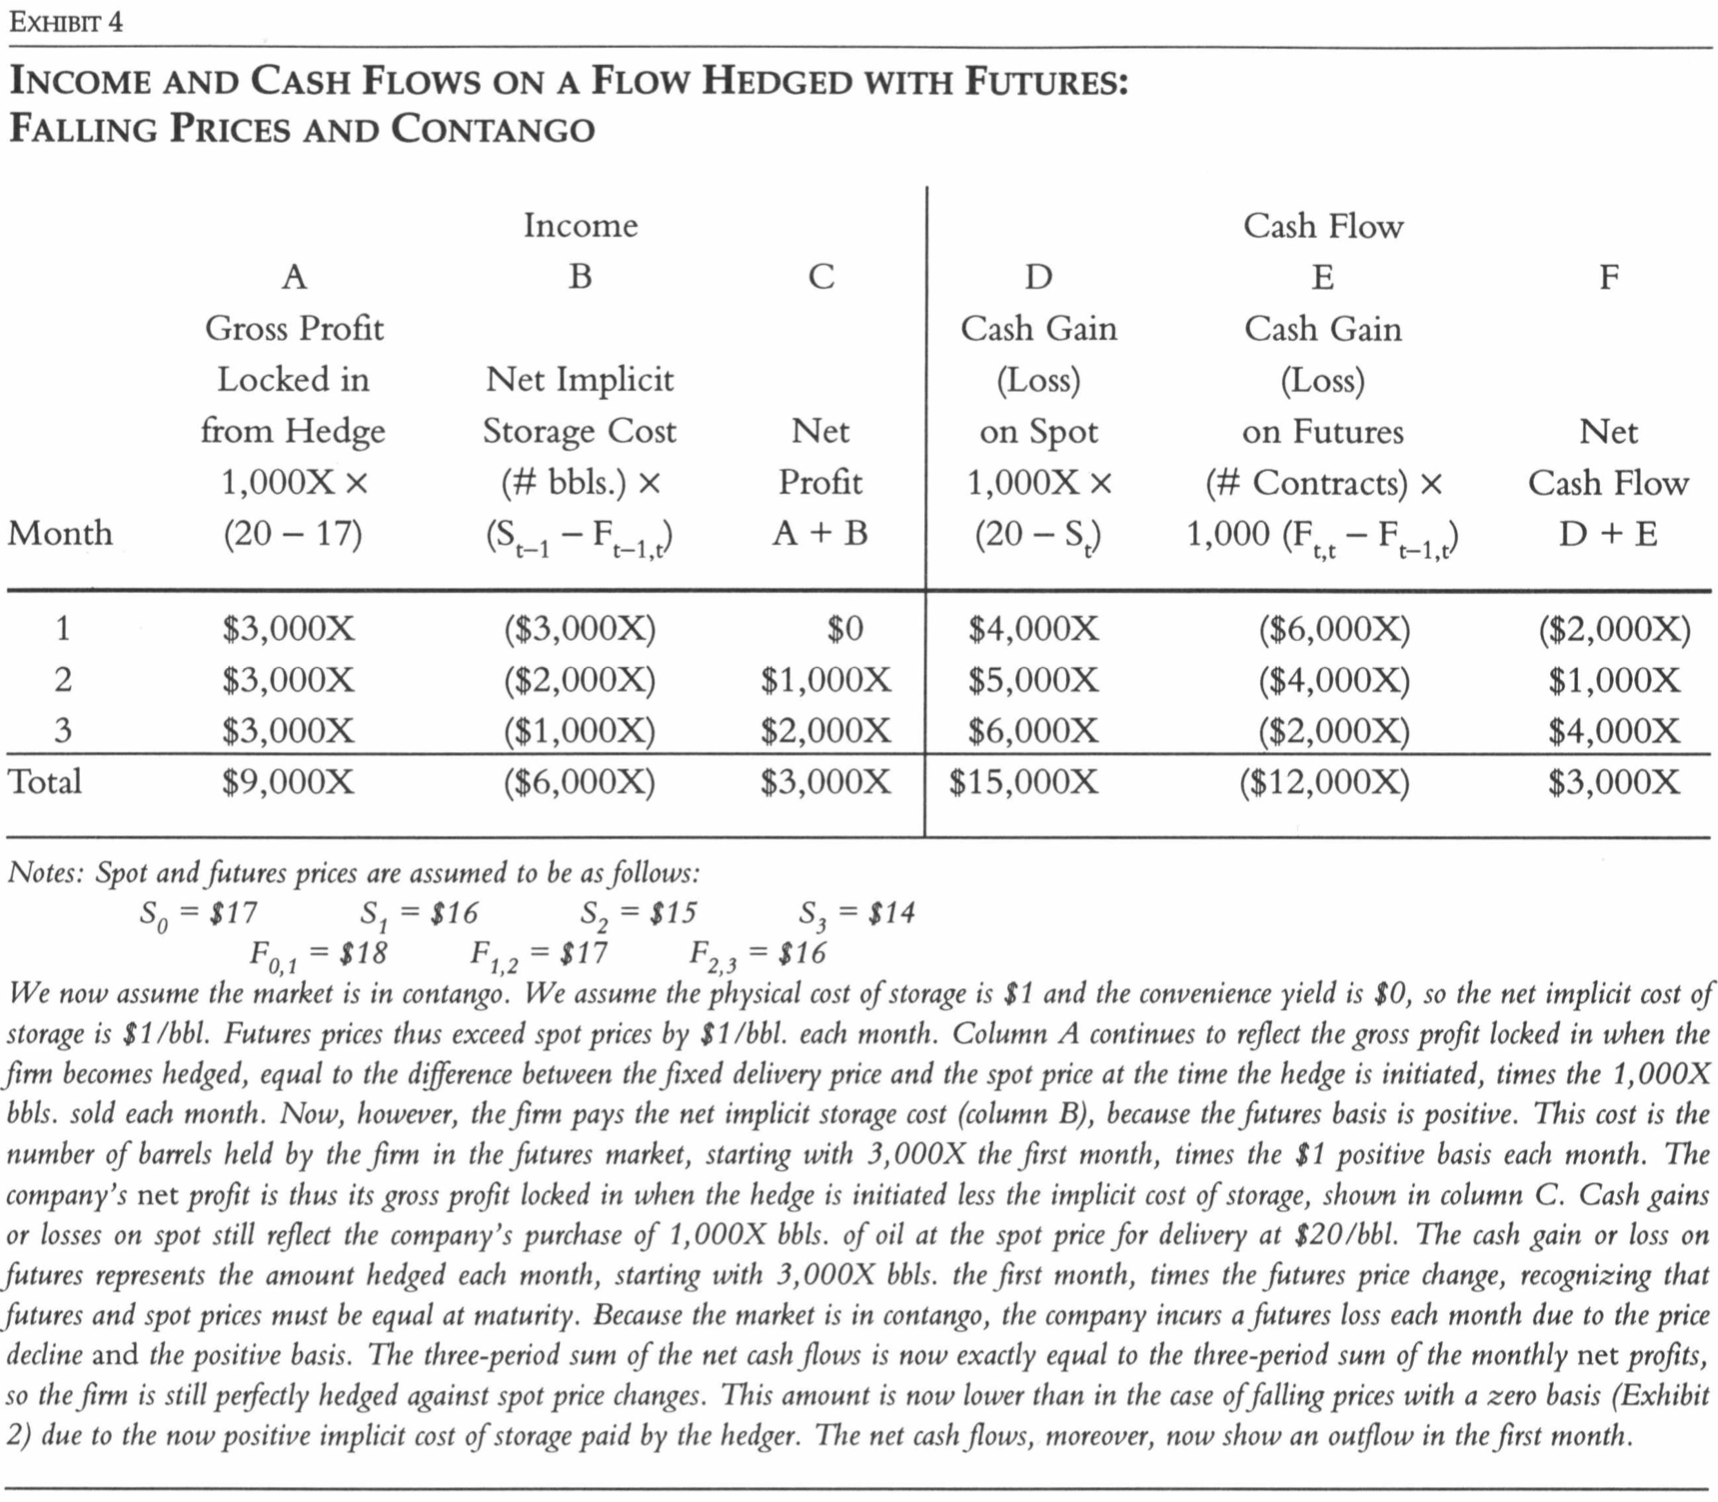 EXHIBIT 4
INCOME AND CASH FLOWS ON A FLOW HEDGED WITH FUTURES:
FALLING PRICES AND CONTANGO
Income Cash Flow
A B C D E F
Gross Profit Cash Gain Cash Gain
Locked in Net Implicit (Loss) (Loss)
from Hedge Storage Cost Net on Spot on Futures Net
1,000X × (# bbls.) × Profit 1,000X × (# Contracts) × Cash Flow
Month (20 – 17) (S_{t–1} – F_{t–1,t}) A + B (20 – S_t) 1,000 (F_{t,t} – F_{t–1,t}) D + E
1 $3,000X ($3,000X) $0 $4,000X ($6,000X) ($2,000X)
2 $3,000X ($2,000X) $1,000X $5,000X ($4,000X) $1,000X
3 $3,000X ($1,000X) $2,000X $6,000X ($2,000X) $4,000X
Total $9,000X ($6,000X) $3,000X $15,000X ($12,000X) $3,000X
Notes: Spot and futures prices are assumed to be as follows:
S_0 = $17 S_1 = $16 S_2 = $15 S_3 = $14
F_{0,1} = $18 F_{1,2} = $17 F_{2,3} = $16
We now assume the market is in contango. We assume the physical cost of storage is $1 and the convenience yield is $0, so the net implicit cost of
storage is $1/bbl. Futures prices thus exceed spot prices by $1/bbl. each month. Column A continues to reflect the gross profit locked in when the
firm becomes hedged, equal to the difference between the fixed delivery price and the spot price at the time the hedge is initiated, times the 1,000X
bbls. sold each month. Now, however, the firm pays the net implicit storage cost (column B), because the futures basis is positive. This cost is the
number of barrels held by the firm in the futures market, starting with 3,000X the first month, times the $1 positive basis each month. The
company's net profit is thus its gross profit locked in when the hedge is initiated less the implicit cost of storage, shown in column C. Cash gains
or losses on spot still reflect the company's purchase of 1,000X bbls. of oil at the spot price for delivery at $20/bbl. The cash gain or loss on
futures represents the amount hedged each month, starting with 3,000X bbls. the first month, times the futures price change, recognizing that
futures and spot prices must be equal at maturity. Because the market is in contango, the company incurs a futures loss each month due to the price
decline and the positive basis. The three-period sum of the net cash flows is now exactly equal to the three-period sum of the monthly net profits,
so the firm is still perfectly hedged against spot price changes. This amount is now lower than in the case of falling prices with a zero basis (Exhibit
2) due to the now positive implicit cost of storage paid by the hedger. The net cash flows, moreover, now show an outflow in the first month.